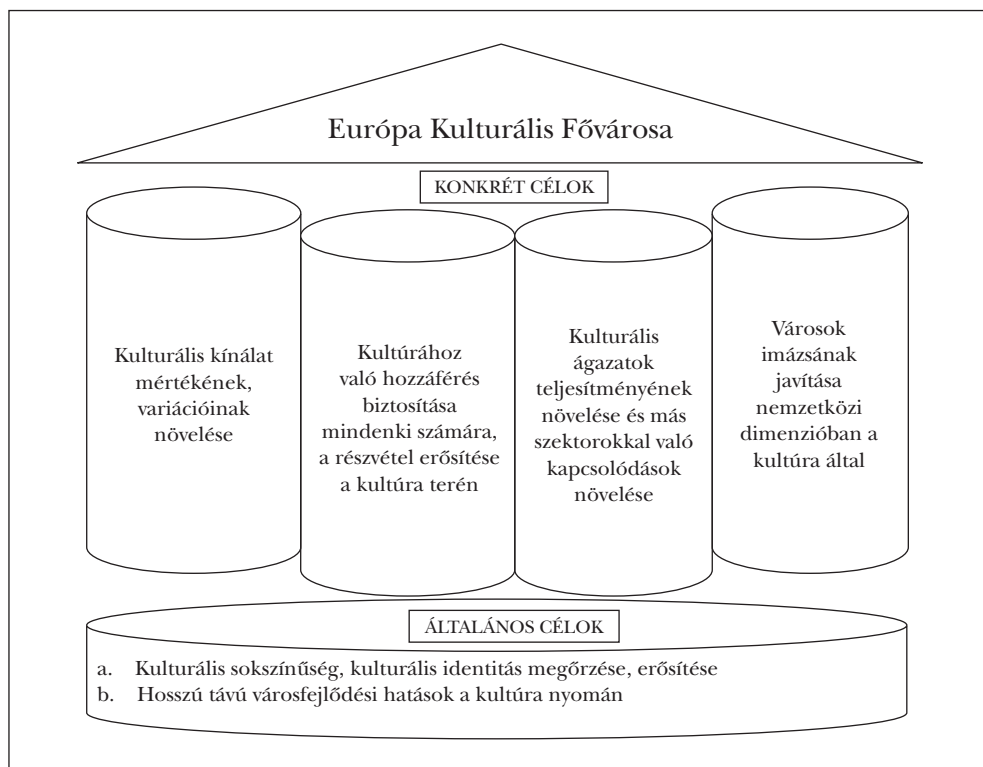 Európa Kulturális Fővárosa
KONKRÉT CÉLOK
Kulturális kínálat
mértékének,
variációinak
növelése
Kultúrához
való hozzáférés
biztosítása
mindenki számára,
a részvétel erősítése
a kultúra terén
Kulturális
ágazatok
teljesítményének
növelése és más
szektorokkal való
kapcsolódások
növelése
Városok
imázsának
javítása
nemzetközi
dimenzióban a
kultúra által
ÁLTALÁNOS CÉLOK
a. Kulturális sokszínűség, kulturális identitás megőrzése, erősítése
b. Hosszú távú városfejlődési hatások a kultúra nyomán